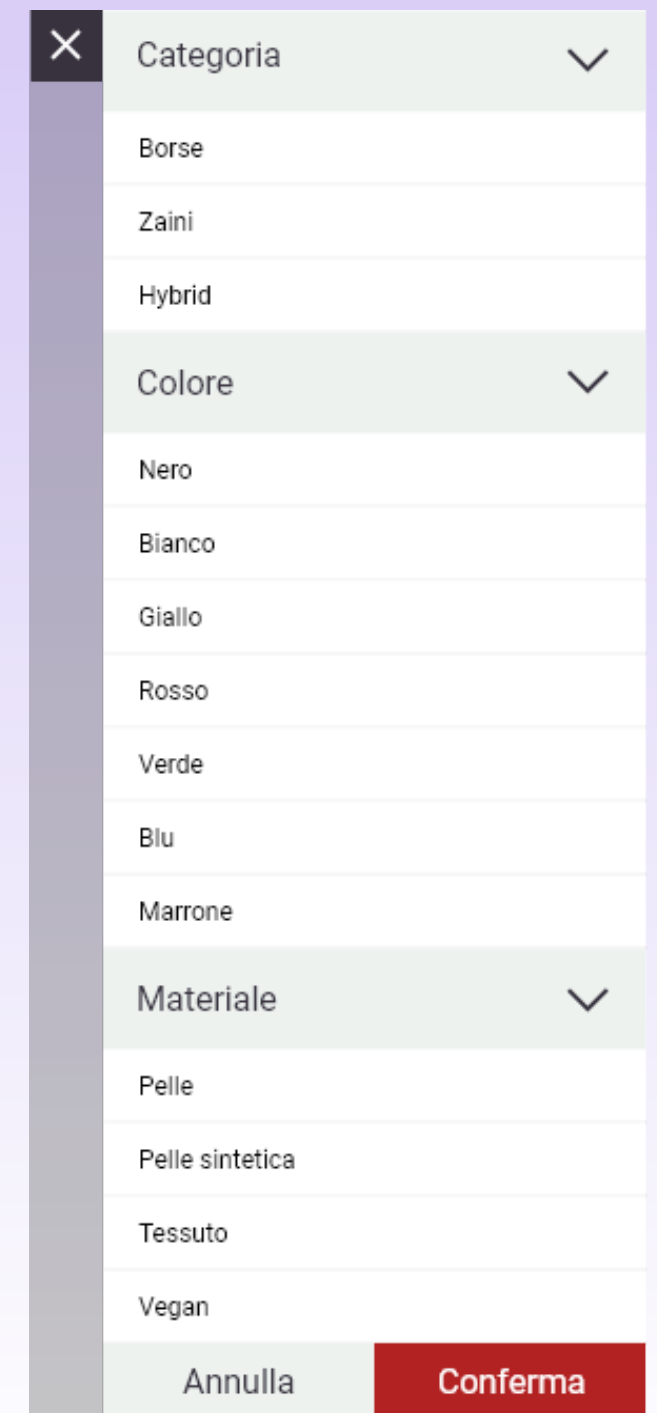 Categoria
Borse
Zaini
Hybrid
Colore
Nero
Bianco
Giallo
Rosso
Verde
Blu
Marrone
Materiale
Pelle
Pelle sintetica
Tessuto
Vegan
Annulla Conferma